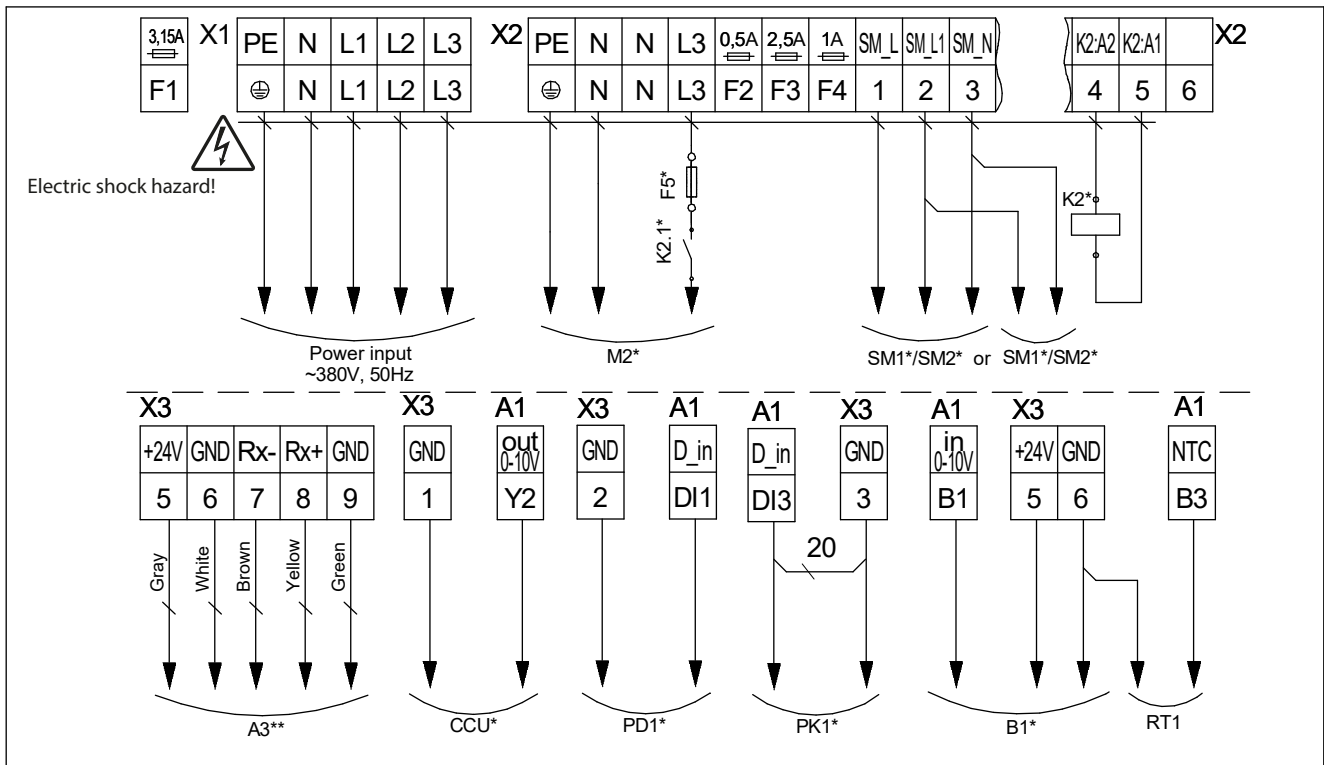 3,15A X1 PE N L1 L2 L3 X2 PE N N L3 0,5A 2,5A 1A SM_L SM_L1 SM_N K2:A2 K2:A1 X2
F1 N L1 L2 L3 N N L3 F2 F3 F4 1 2 3 4 5 6
Electric shock hazard!
F5*
K2.1*
K2*
Power input
~380V, 50Hz
M2*
SM1*/SM2* or SM1*/SM2*
X3 X3 A1 X3 A1 A1 X3 A1 X3 A1
+24V GND Rx- Rx+ GND GND out 0-10V GND D_in D_in GND in 0-10V +24V GND NTC
5 6 7 8 9 1 Y2 2 DI1 DI3 3 B1 5 6 B3
20
Gray
White
Brown
Yellow
Green
A3** CCU* PD1* PK1* B1* RT1